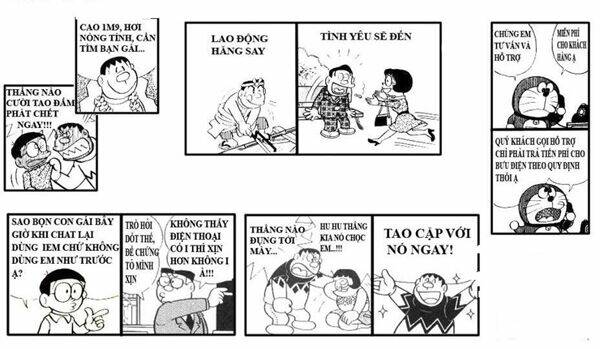 CAO 1M9, HƠI
NÓNG TÍNH, CẦN
TÌM BẠN GÁI...
THẰNG NÀO
CƯỜI TAO ĐẤM
PHÁT CHẾT
NGAY!!!
LAO ĐỘNG
HĂNG SAY
TÌNH YÊU SẼ ĐẾN
CHÚNG EM
TƯ VẤN VÀ
HỖ TRỢ
MIỄN PHÍ
CHO KHÁCH
HÀNG Ạ
QUÝ KHÁCH GỌI HỖ TRỢ
CHỈ PHẢI TRẢ TIỀN PHÍ CHO
BƯU ĐIỆN THEO QUY ĐỊNH
THÔI Ạ
SAO BỌN CON GÁI BÂY
GIỜ KHI CHAT LẠI
DÙNG IEM CHỨ KHÔNG
DÙNG EM NHƯ TRƯỚC
Ạ?
TRÒ HỎI
DỐT THẾ,
ĐỂ CHỨNG
TỎ MÌNH
XỊN
KHÔNG THẤY
ĐIỆN THOẠI
CÓ I THÌ XỊN
HƠN KHÔNG I
À!!!
THẰNG NÀO
ĐỤNG TỚI
MÀY...
HU HU THẰNG
KIA NÓ CHỌC
EM..!!!
TAO CẶP VỚI
NÓ NGAY!